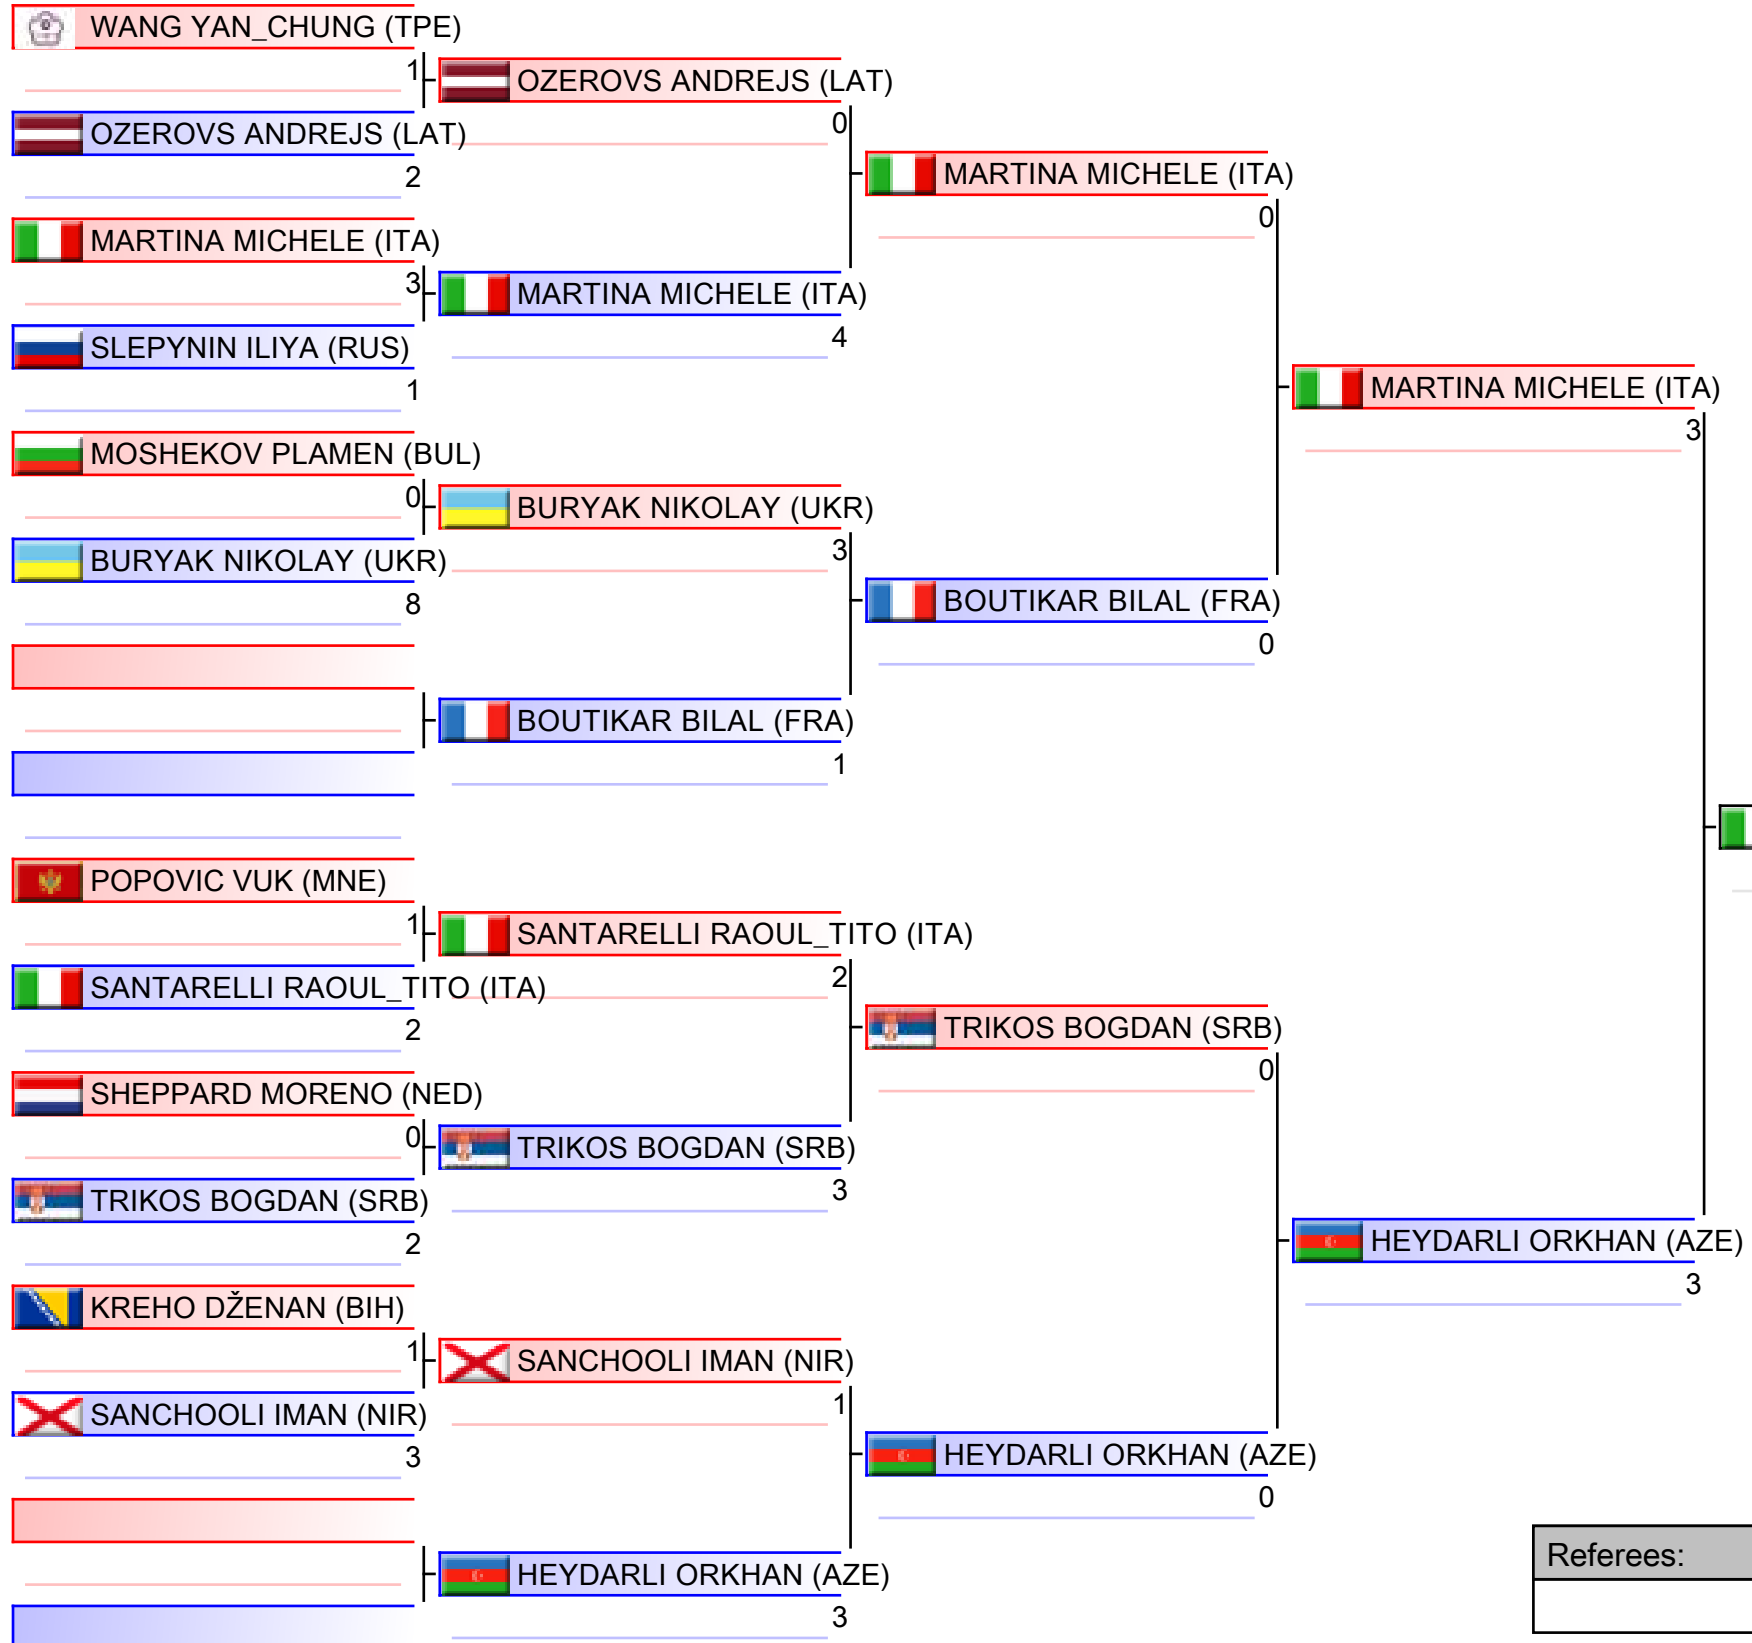 WANG YAN_CHUNG (TPE)
1
OZEROVS ANDREJS (LAT)
2
MARTINA MICHELE (ITA)
3
SLEPYNIN ILIYA (RUS)
1
MOSHEKOV PLAMEN (BUL)
0
BURYAK NIKOLAY (UKR)
8
POPOVIC VUK (MNE)
1
SANTARELLI RAOUL_TITO (ITA)
2
SHEPPARD MORENO (NED)
0
TRIKOS BOGDAN (SRB)
2
KREHO DŽENAN (BIH)
1
SANCHOOLI IMAN (NIR)
3
OZEROVS ANDREJS (LAT)
0
MARTINA MICHELE (ITA)
4
BURYAK NIKOLAY (UKR)
3
BOUTIKAR BILAL (FRA)
1
SANTARELLI RAOUL_TITO (ITA)
2
TRIKOS BOGDAN (SRB)
3
SANCHOOLI IMAN (NIR)
1
HEYDARLI ORKHAN (AZE)
3
MARTINA MICHELE (ITA)
0
BOUTIKAR BILAL (FRA)
0
TRIKOS BOGDAN (SRB)
0
HEYDARLI ORKHAN (AZE)
0
MARTINA MICHELE (ITA)
3
HEYDARLI ORKHAN (AZE)
3
Referees: